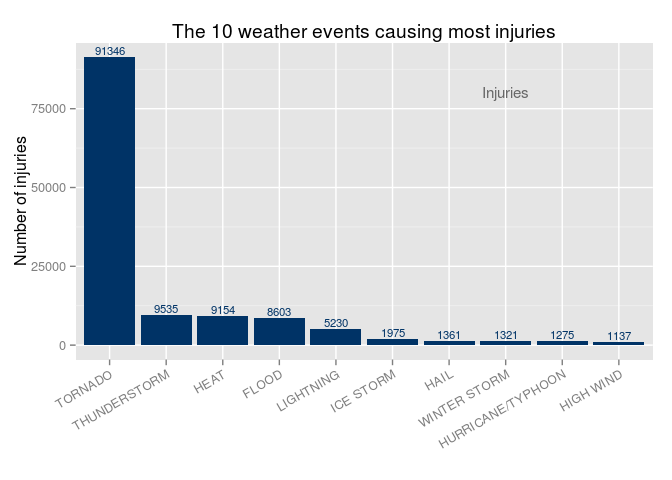 The 10 weather events causing most injuries
91346
Injuries
75000
Number of injuries
50000
25000
9535
9154
8603
5230
1975
1361
1321
1275
1137
0
TORNADO
THUNDERSTORM
HEAT
FLOOD
LIGHTNING
ICE STORM
HAIL
WINTER STORM
HURRICANE/TYPHOON
HIGH WIND